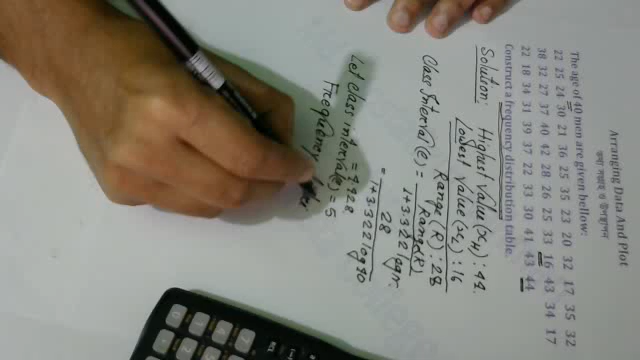 Arranging Data And Plot
The age of 40 men are given bellow:
22 25 24 30 21 36 25 35 23 20 32 17 35 32
38 32 27 37 40 42 28 26 25 33 16 43 34 17
22 18 34 31 39 37 22 33 30 41 43 44
Construct a frequency distribution table.
Solution: Highest Value (xH) : 44.
Lowest Value (xL) : 16
Range (R) : 28
Class Interval (c) = Range (R)
1+3.322 log n.
= 28
1+3.322 log 40
= 4.428
Let class interval (c) = 5
Frequency